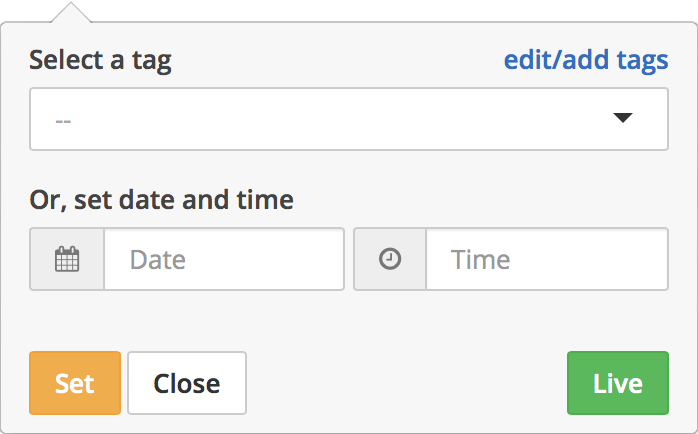 Select a tag edit/add tags
--
Or, set date and time
Date Time
Set Close Live